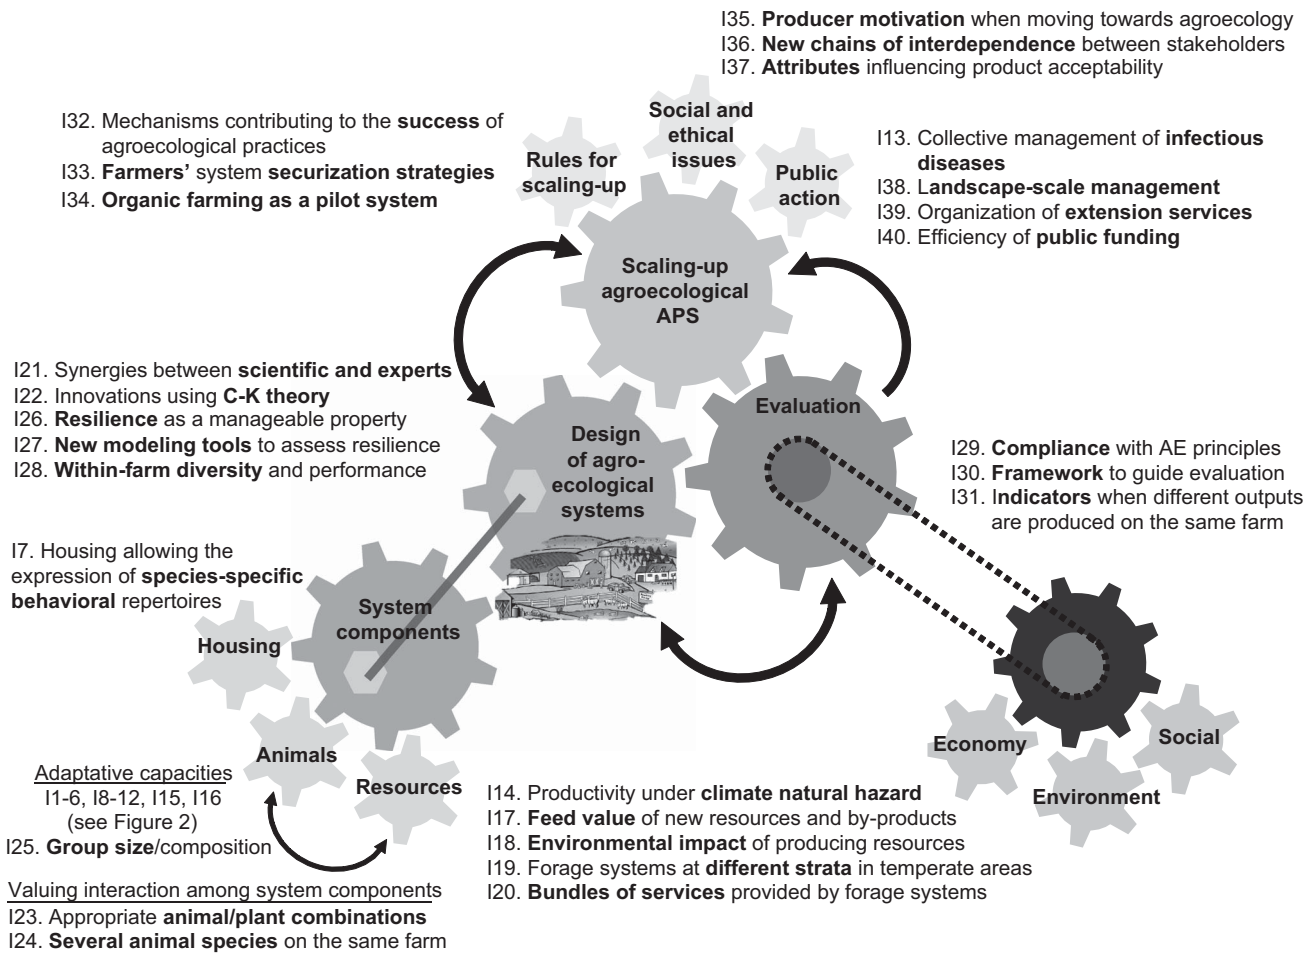 I35. Producer motivation when moving towards agroecology
I36. New chains of interdependence between stakeholders
I37. Attributes influencing product acceptability
I32. Mechanisms contributing to the success of
agroecological practices
I33. Farmers' system securization strategies
I34. Organic farming as a pilot system
Rules for
scaling-up
Social and
ethical
issues
Public
action
I13. Collective management of infectious
diseases
I38. Landscape-scale management
I39. Organization of extension services
I40. Efficiency of public funding
Scaling-up
agroecological
APS
I21. Synergies between scientific and experts
I22. Innovations using C-K theory
I26. Resilience as a manageable property
I27. New modeling tools to assess resilience
I28. Within-farm diversity and performance
Design
of agro-
ecological
systems
Evaluation
I29. Compliance with AE principles
I30. Framework to guide evaluation
I31. Indicators when different outputs
are produced on the same farm
I7. Housing allowing the
expression of species-specific
behavioral repertoires
System
components
Housing
Animals
Resources
Economy
Environment
Social
Adaptative capacities
I1-6, I8-12, I15, I16
(see Figure 2)
I25. Group size/composition
Valuing interaction among system components
I23. Appropriate animal/plant combinations
I24. Several animal species on the same farm
I14. Productivity under climate natural hazard
I17. Feed value of new resources and by-products
I18. Environmental impact of producing resources
I19. Forage systems at different strata in temperate areas
I20. Bundles of services provided by forage systems